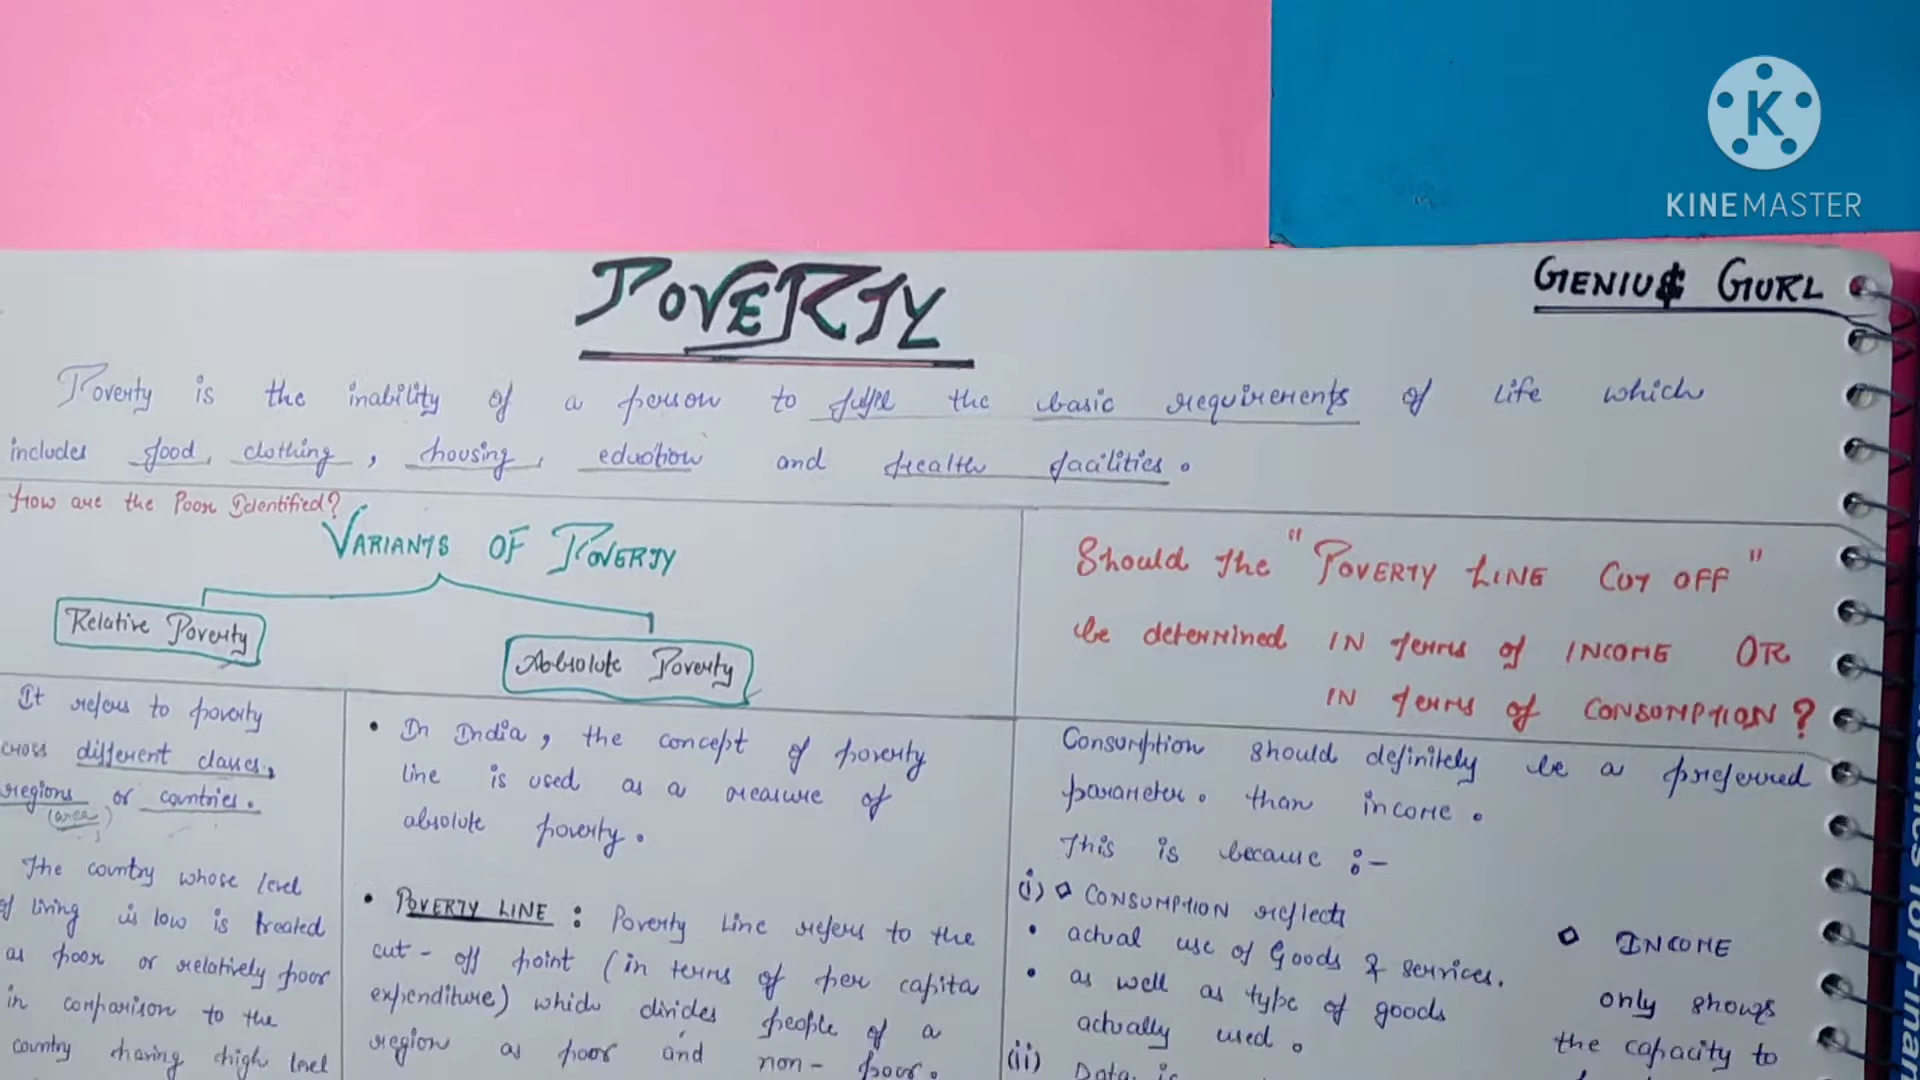 KINEMASTER
POVERTY
GENIU$ GURL
Poverty is the inability of a person to fulfil the basic requirements of life which
includes food, clothing, housing, eduction and health facilities.
How are the Poor Identified?
VARIANTS OF POVERTY
Relative Poverty
Absolute Poverty
It refers to poverty
cross different classes,
regions or countries.
(area)
The country whose level
of living is low is treated
as poor or relatively poor
in comparison to the
country having high level
• In India, the concept of poverty
line is used as a measure of
absolute poverty.
• POVERTY LINE : Poverty Line refers to the
cut-off point (in terms of per capita
expenditure) which divides people of a
region as poor and non-poor.
Should the "POVERTY LINE CUT OFF"
be determined IN terms of INCOME OR
IN terms of CONSUMPTION?
Consumption should definitely be a preferred
parameter. than income.
This is because :-
(i) CONSUMPTION reflects
• actual use of Goods & services.
• as well as type of goods
actually used.
(ii) Data is
INCOME
only shows
the capacity to